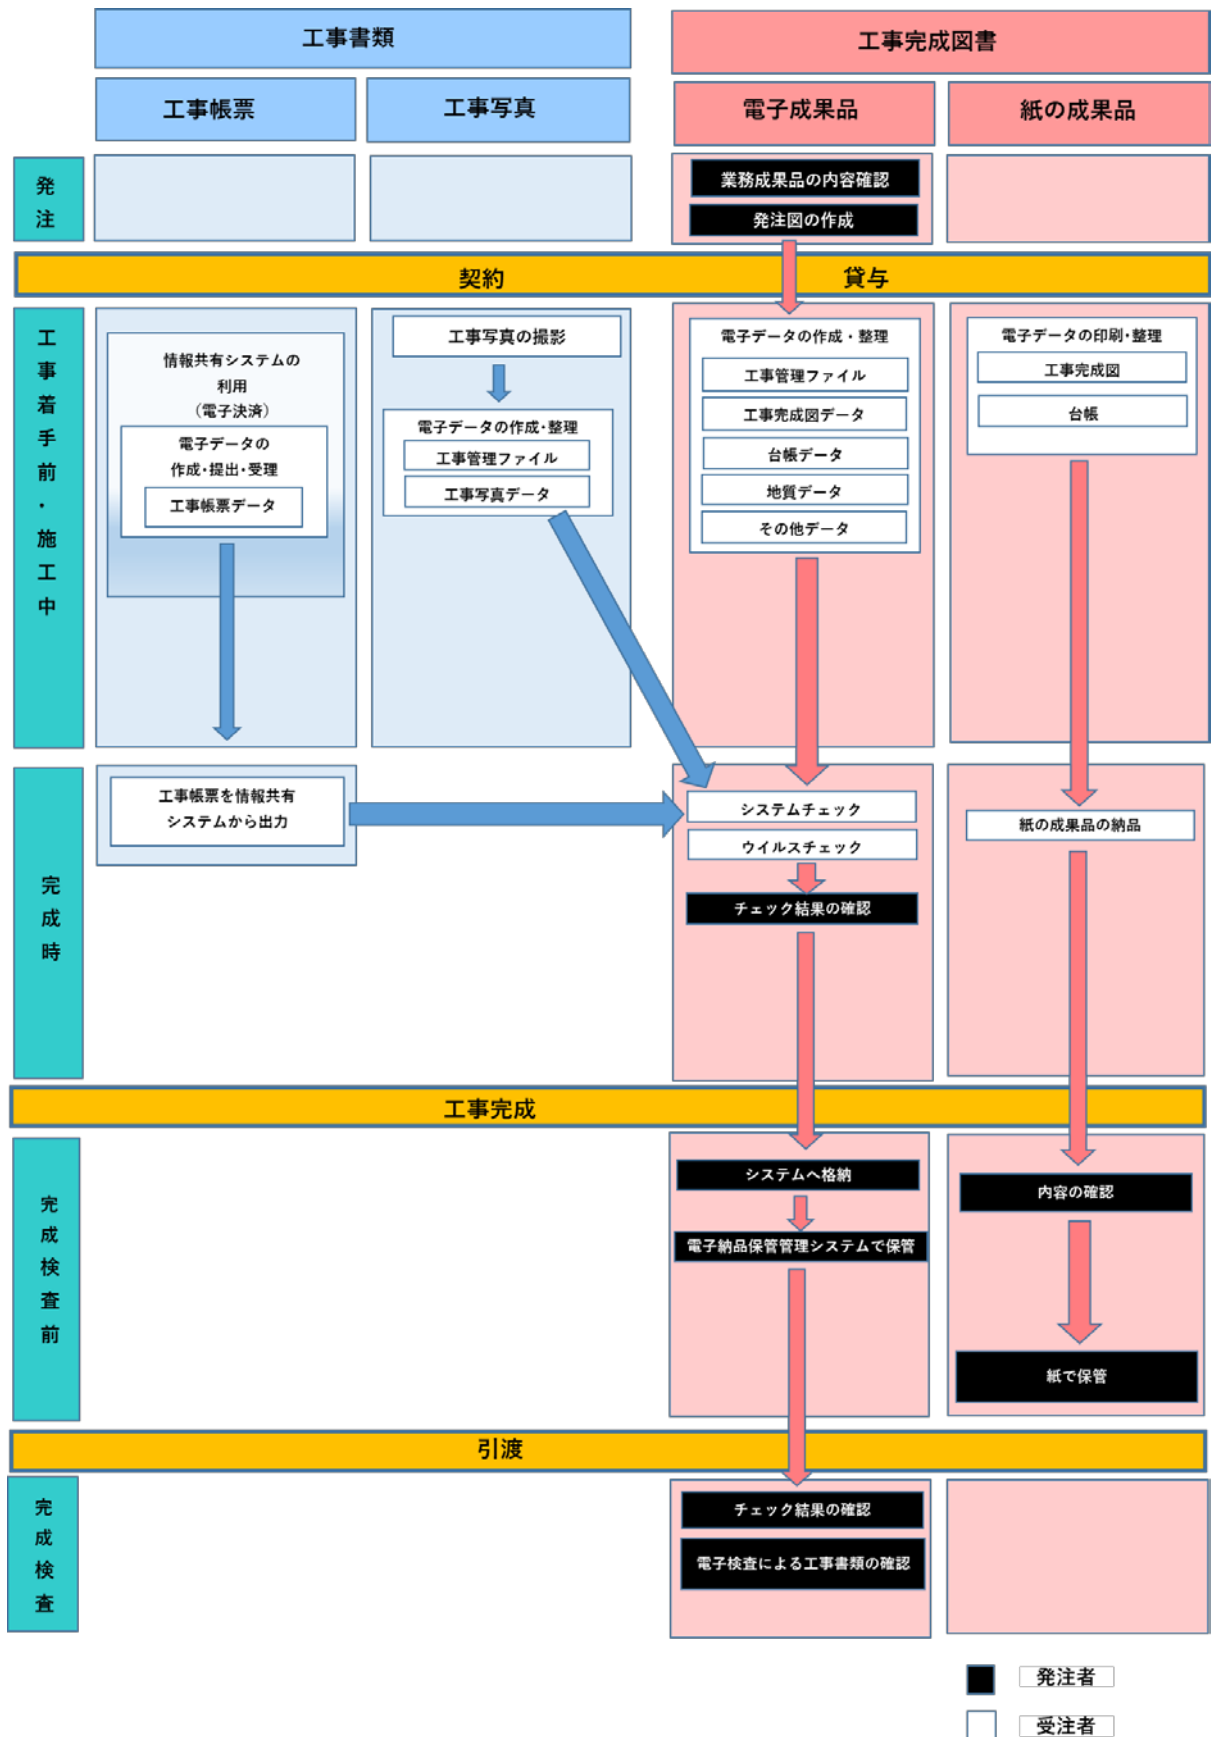 工事書類
工事完成図書
工事帳票
工事写真
電子成果品
紙の成果品
発注
業務成果品の内容確認
発注図の作成
契約
貸与
工事着手前・施工中
情報共有システムの
利用
（電子決済）
電子データの
作成・提出・受理
工事帳票データ
工事写真の撮影
電子データの作成・整理
工事管理ファイル
工事写真データ
電子データの作成・整理
工事管理ファイル
工事完成図データ
台帳データ
地質データ
その他データ
電子データの印刷・整理
工事完成図
台帳
完成時
工事帳票を情報共有
システムから出力
システムチェック
ウイルスチェック
チェック結果の確認
紙の成果品の納品
工事完成
完成検査前
システムへ格納
電子納品保管管理システムで保管
内容の確認
紙で保管
引渡
完成検査
チェック結果の確認
電子検査による工事書類の確認
発注者
受注者